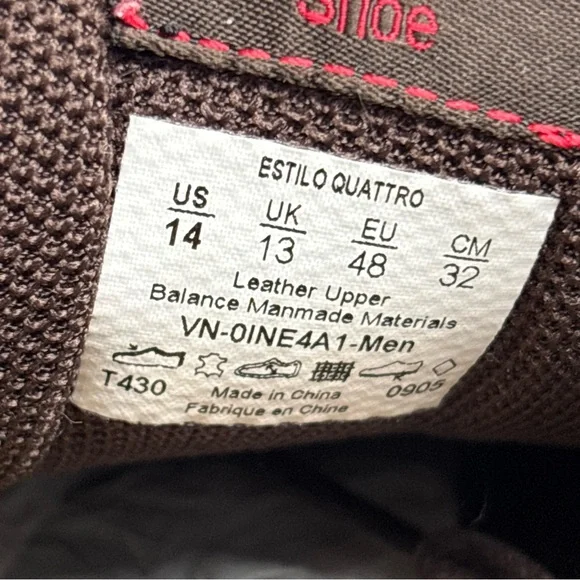 Shoe
ESTILO QUATTRO
US UK EU CM
14 13 48 32
Leather Upper
Balance Manmade Materials
VN-0INE4A1-Men
T430 0905
Made in China
Fabrique en Chine